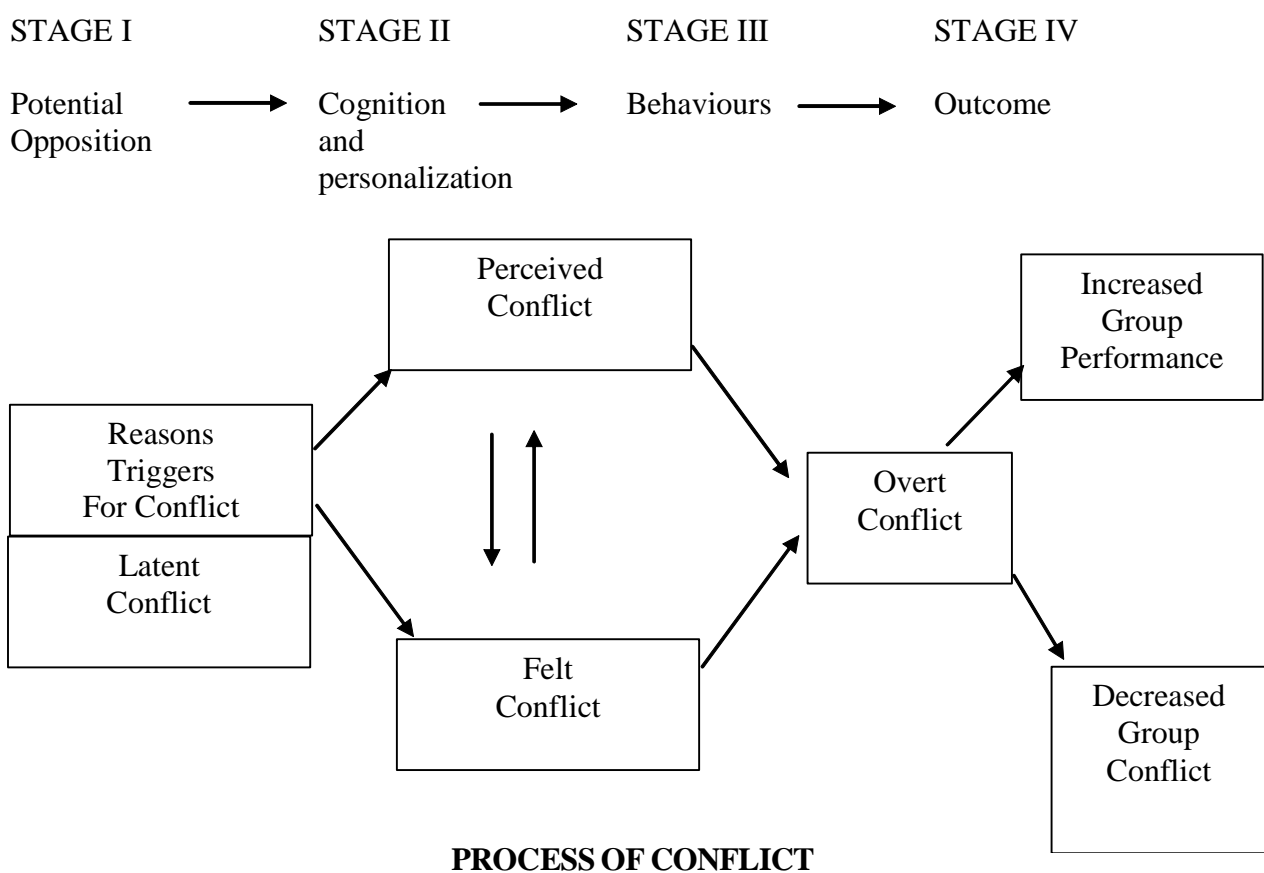 STAGE I
STAGE II
STAGE III
STAGE IV
Potential
Opposition
Cognition
and
personalization
Behaviours
Outcome
Perceived
Conflict
Increased
Group
Performance
Reasons
Triggers
For Conflict
Latent
Conflict
Overt
Conflict
Felt
Conflict
Decreased
Group
Conflict
PROCESS OF CONFLICT